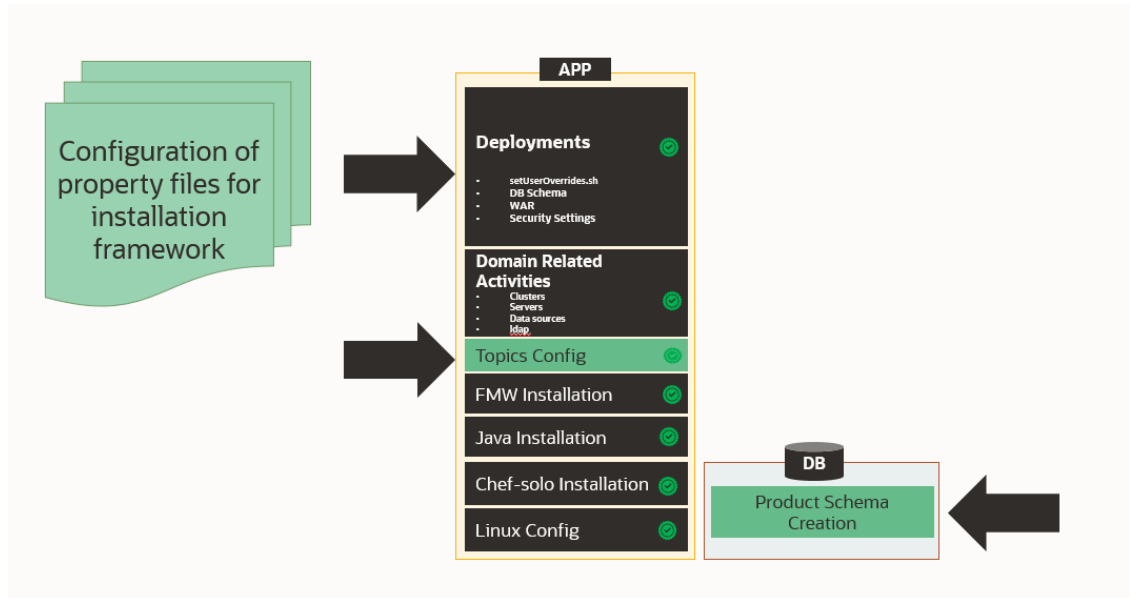 Configuration of
property files for
installation
framework
APP
Deployments
- setUserOverrides.sh
- DB Schema
- WAR
- Security Settings
Domain Related
Activities
- Clusters
- Servers
- Data sources
- ldap
Topics Config
FMW Installation
Java Installation
Chef-solo Installation
Linux Config
DB
Product Schema
Creation